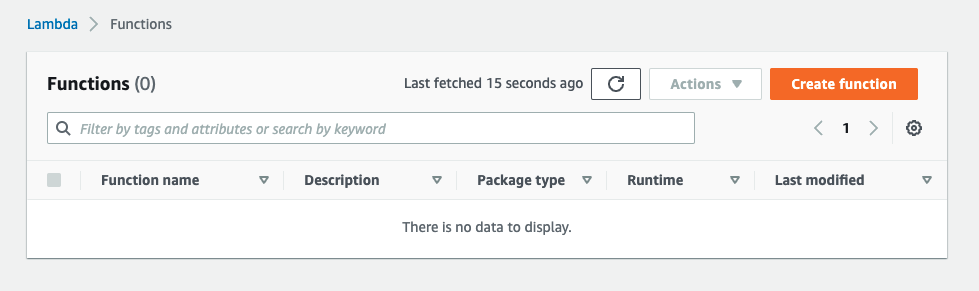 Lambda > Functions
Functions (0) Last fetched 15 seconds ago Actions Create function
Filter by tags and attributes or search by keyword 1
Function name Description Package type Runtime Last modified
There is no data to display.